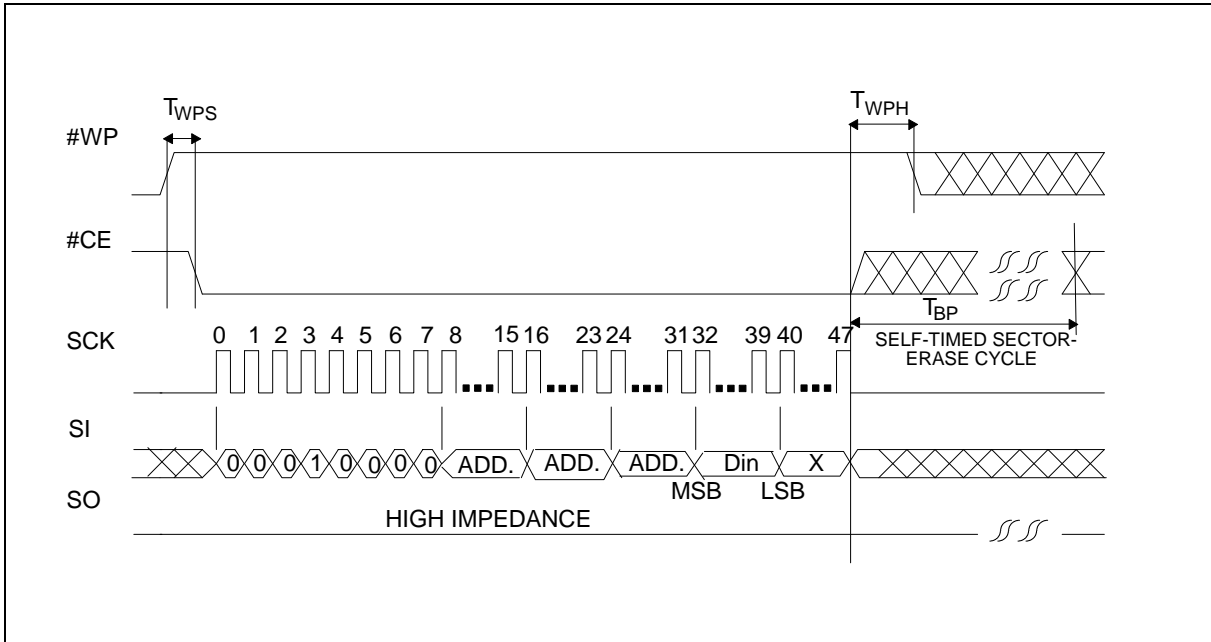 TWPS
TWPH
#WP
#CE
TBP
SELF-TIMED SECTOR-
ERASE CYCLE
SCK
0 1 2 3 4 5 6 7 8 15 16 23 24 31 32 39 40 47
SI
0 0 0 1 0 0 0 0 ADD. ADD. ADD. Din X
MSB LSB
SO
HIGH IMPEDANCE